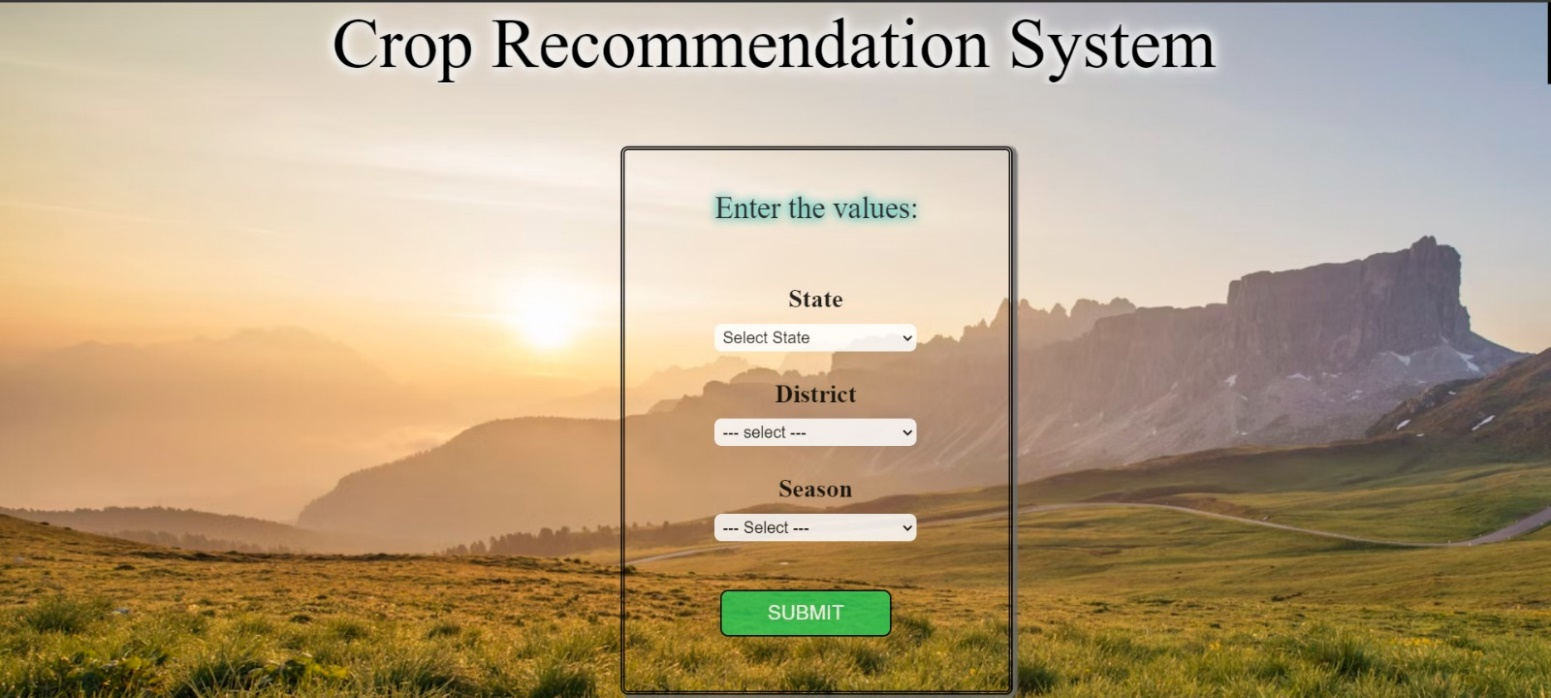 Crop Recommendation System
Enter the values:
State
Select State
District
--- select ---
Season
--- Select ---
SUBMIT